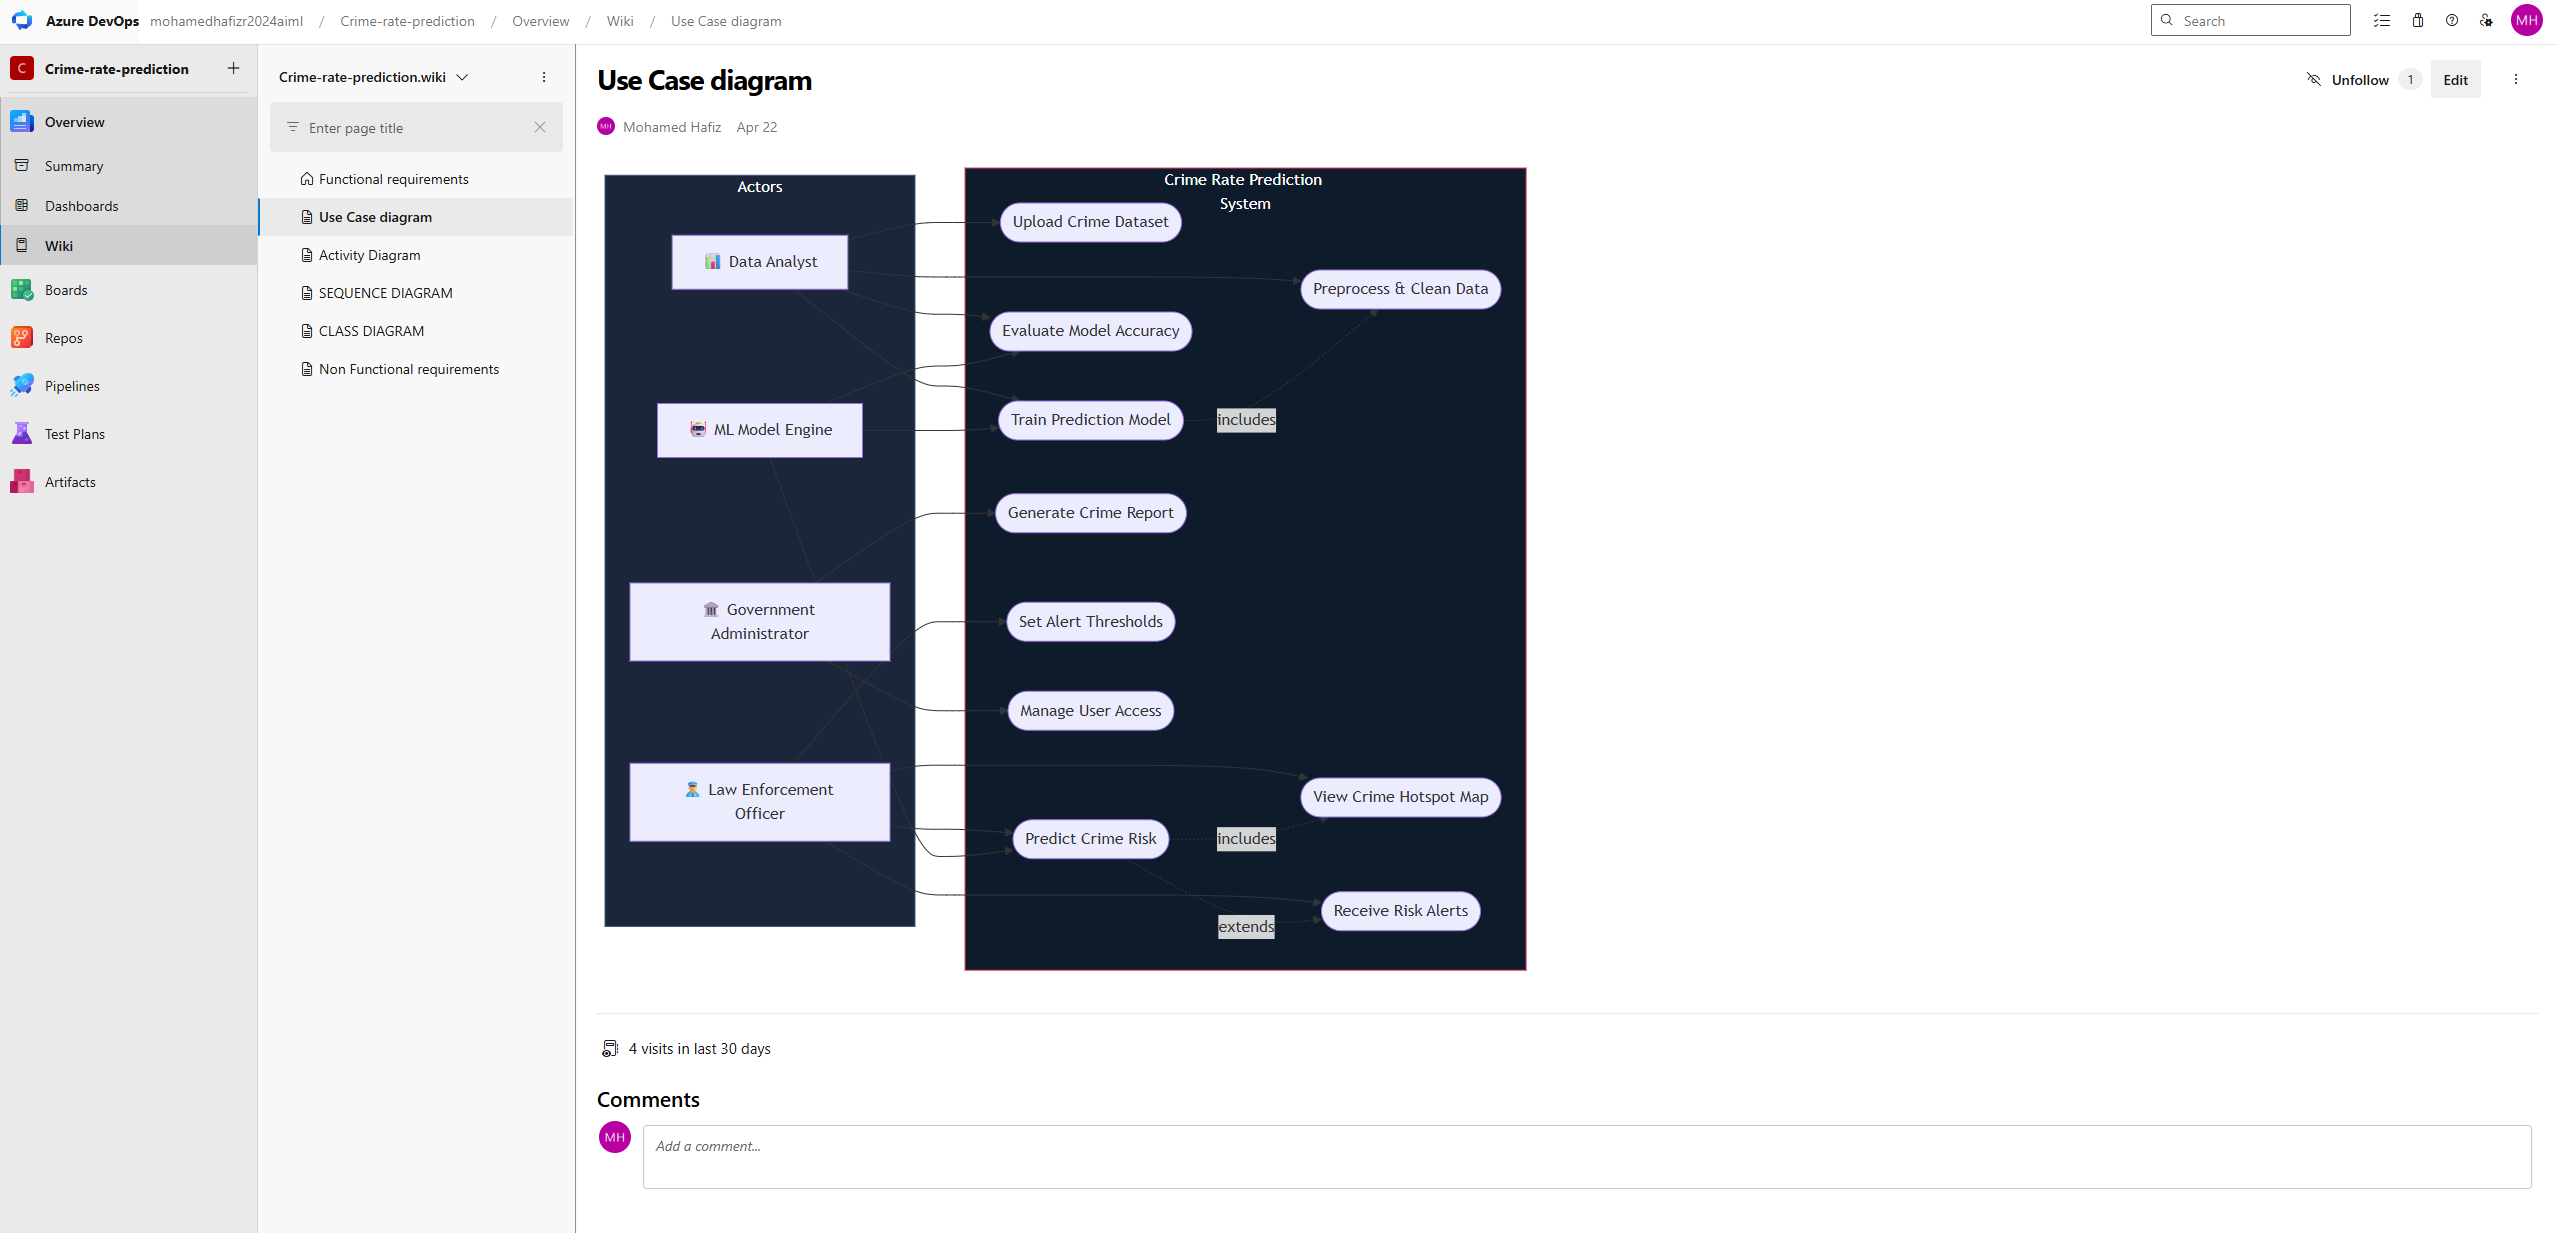 Azure DevOps mohamedhafizr2024aiml / Crime-rate-prediction / Overview / Wiki / Use Case diagram
Search
MH
C Crime-rate-prediction
Overview
Summary
Dashboards
Wiki
Boards
Repos
Pipelines
Test Plans
Artifacts
Crime-rate-prediction.wiki
Enter page title
Functional requirements
Use Case diagram
Activity Diagram
SEQUENCE DIAGRAM
CLASS DIAGRAM
Non Functional requirements
Use Case diagram
Unfollow 1 Edit
MH Mohamed Hafiz Apr 22
Actors
Data Analyst
ML Model Engine
Government
Administrator
Law Enforcement
Officer
Crime Rate Prediction
System
Upload Crime Dataset
Preprocess & Clean Data
Evaluate Model Accuracy
Train Prediction Model
includes
Generate Crime Report
Set Alert Thresholds
Manage User Access
View Crime Hotspot Map
Predict Crime Risk
includes
Receive Risk Alerts
extends
4 visits in last 30 days
Comments
MH
Add a comment...